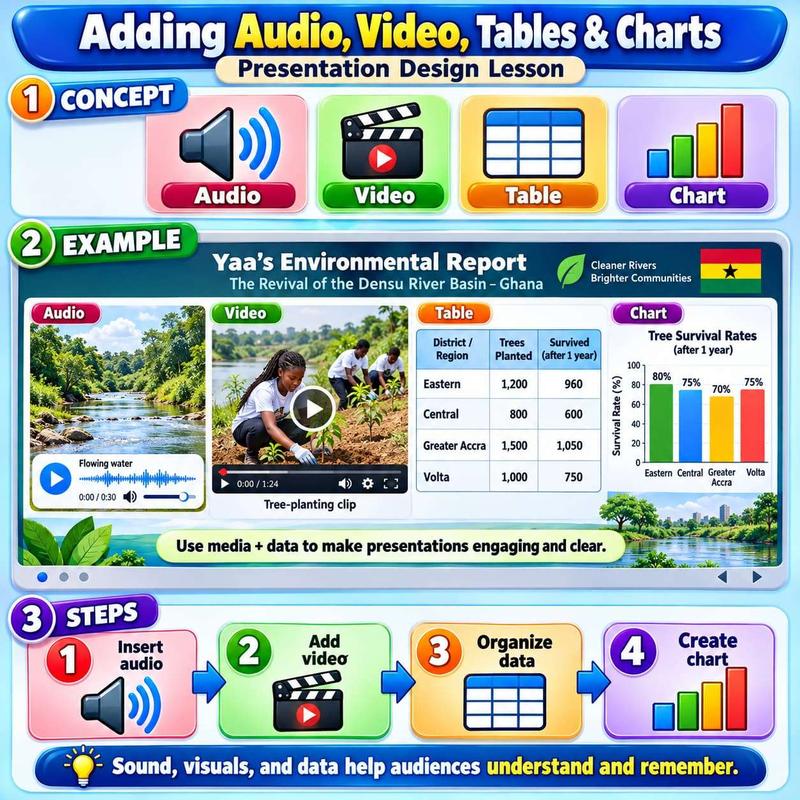 Adding Audio, Video, Tables & Charts
Presentation Design Lesson
1 CONCEPT
Audio
Video
Table
Chart
2 EXAMPLE
Yaa's Environmental Report
The Revival of the Densu River Basin – Ghana
Cleaner Rivers
Brighter Communities
Audio
Flowing water
0:00 / 0:30
Video
0:00 / 1:24
Tree-planting clip
Table
District / Region | Trees Planted | Survived (after 1 year)
Eastern 1,200 960
Central 800 600
Greater Accra 1,500 1,050
Volta 1,000 750
Chart
Tree Survival Rates
(after 1 year)
Survival Rate (%)
100
80
60
40
20
0
80% 75% 70% 75%
Eastern Central Greater Accra Volta
Use media + data to make presentations engaging and clear.
3 STEPS
1 Insert audio
2 Add video
3 Organize data
4 Create chart
Sound, visuals, and data help audiences understand and remember.